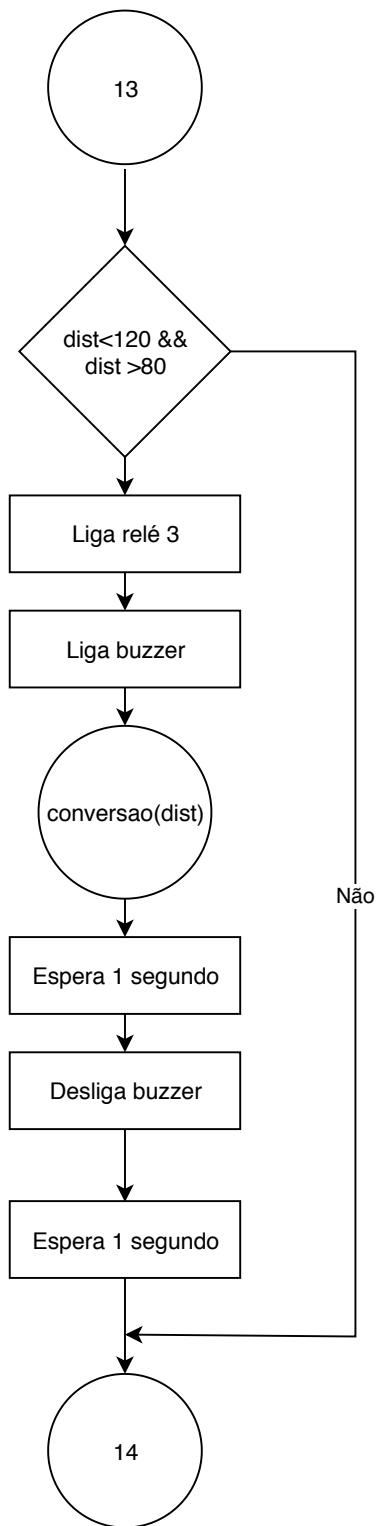 13
dist<120 &&
dist >80
Liga relé 3
Liga buzzer
conversao(dist)
Não
Espera 1 segundo
Desliga buzzer
Espera 1 segundo
14